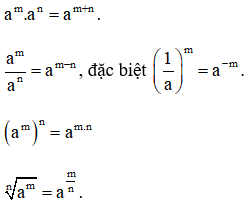 aᵐ.aⁿ = aᵐ⁺ⁿ.
aᵐ/aⁿ = aᵐ⁻ⁿ, đặc biệt (1/a)ᵐ = a⁻ᵐ.
(aᵐ)ⁿ = aᵐ·ⁿ
ⁿ√(aᵐ) = a^(m/n).